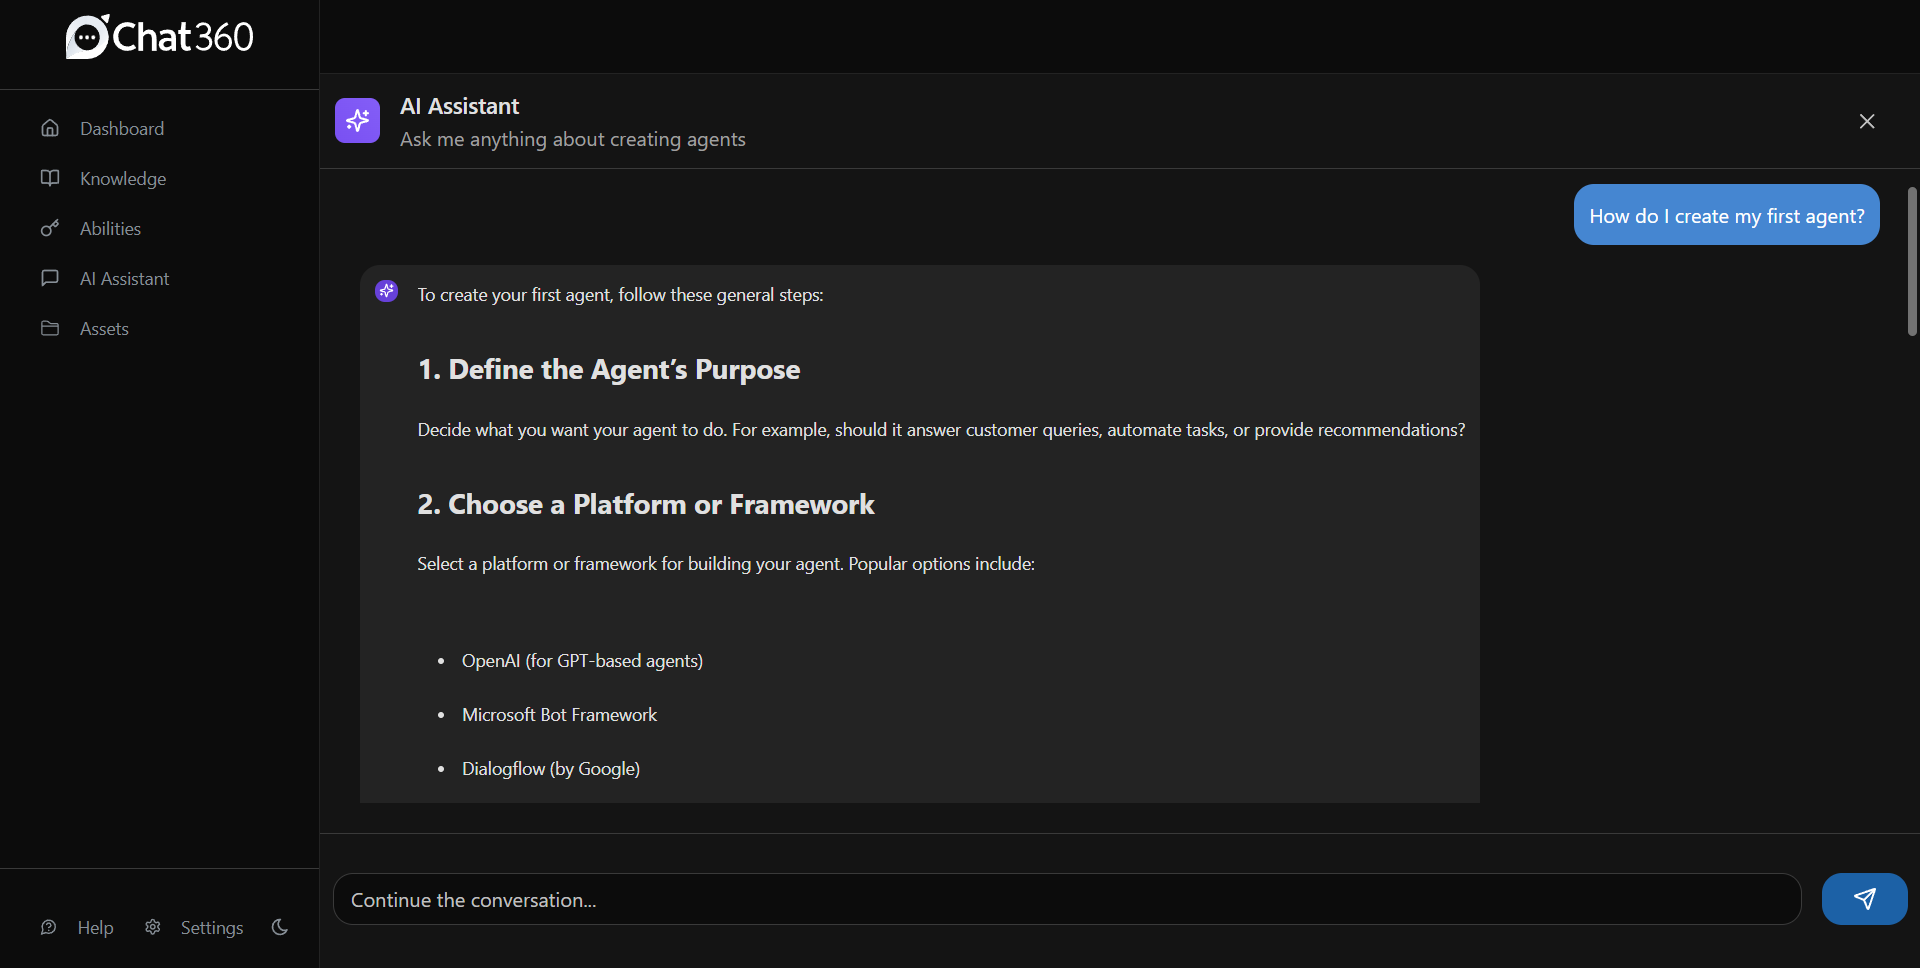 Chat360
Dashboard
Knowledge
Abilities
AI Assistant
Assets
Help
Settings
AI Assistant
Ask me anything about creating agents
How do I create my first agent?
To create your first agent, follow these general steps:
1. Define the Agent’s Purpose
Decide what you want your agent to do. For example, should it answer customer queries, automate tasks, or provide recommendations?
2. Choose a Platform or Framework
Select a platform or framework for building your agent. Popular options include:
• OpenAI (for GPT-based agents)
• Microsoft Bot Framework
• Dialogflow (by Google)
Continue the conversation...